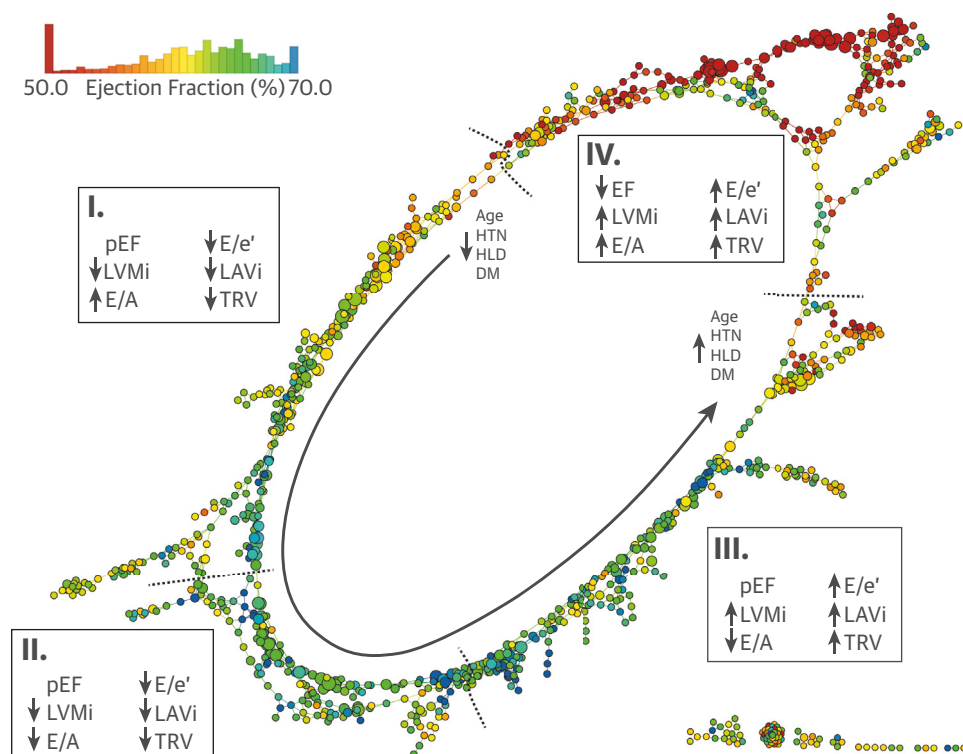 50.0 Ejection Fraction (%) 70.0
I.
pEF ↓E/e′
↓LVMi ↓LAVi
↑E/A ↓TRV
Age
HTN
↓HLD
DM
IV.
↓EF ↑E/e′
↑LVMi ↑LAVi
↑E/A ↑TRV
Age
HTN
↑HLD
DM
II.
pEF ↓E/e′
↓LVMi ↓LAVi
↓E/A ↓TRV
III.
pEF ↑E/e′
↑LVMi ↑LAVi
↓E/A ↑TRV